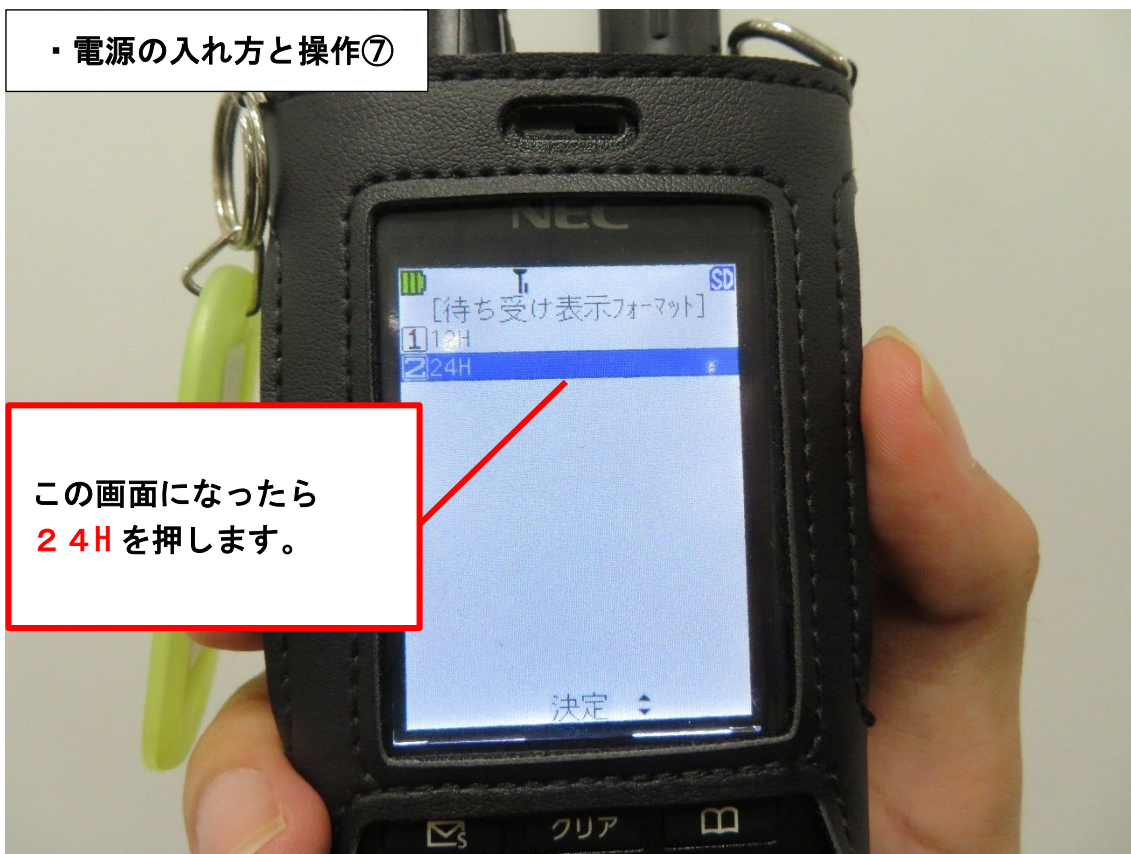 ・電源の入れ方と操作⑦
NEC
SD
[待ち受け表示フォーマット]
1 12H
2 24H
この画面になったら
２４Hを押します。
決定
S クリア